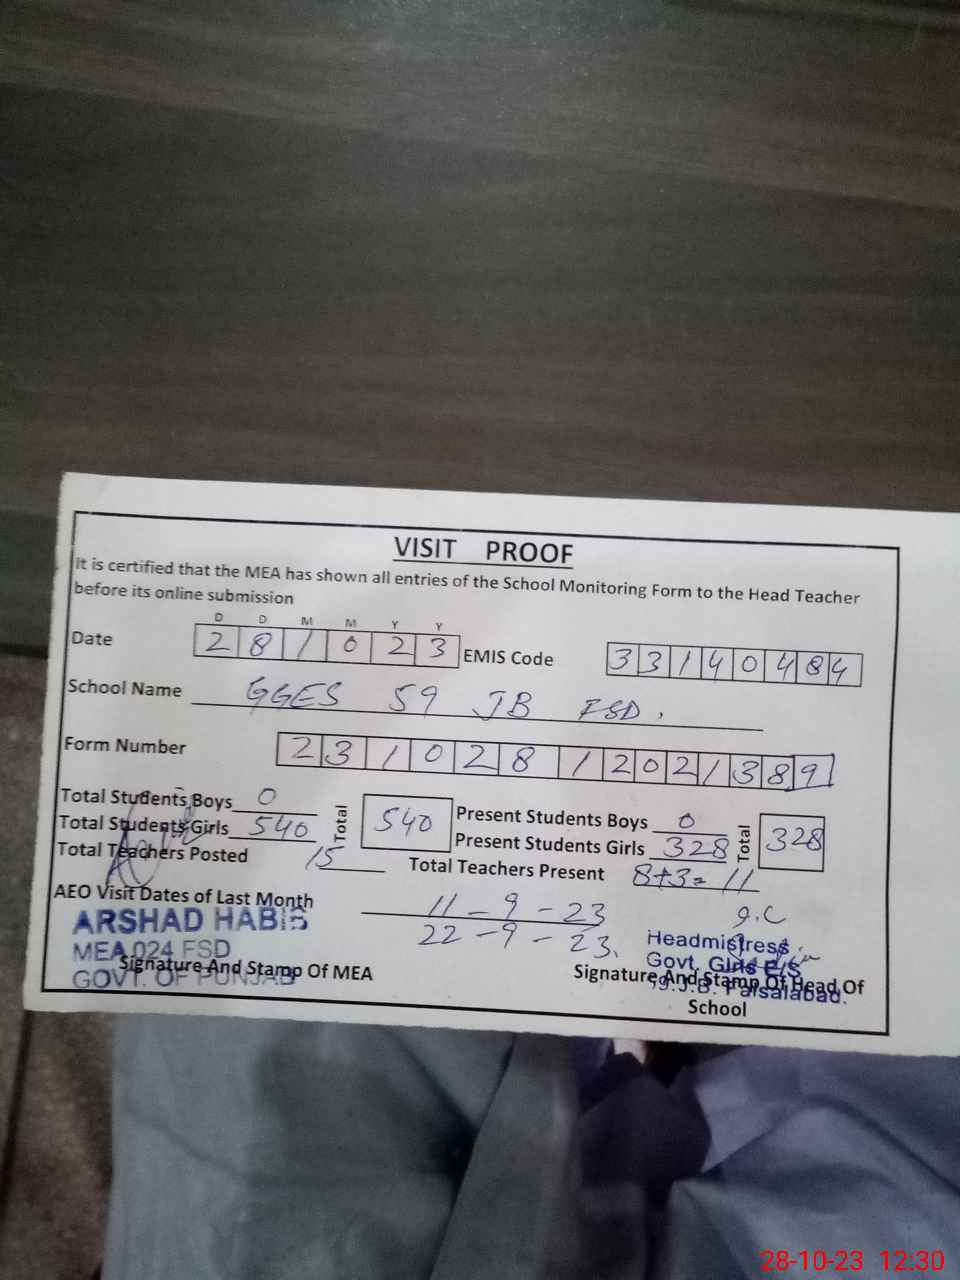 VISIT PROOF
It is certified that the MEA has shown all entries of the School Monitoring Form to the Head Teacher
before its online submission
D D M M Y Y
Date 2 8 1 0 2 3 EMIS Code 3 3 1 4 0 4 8 4
School Name GGES 59 JB FSD.
Form Number 2 3 1 0 2 8 1 2 0 2 1 3 8 9
Total Students Boys 0 Total 540 Present Students Boys 0 Total 328
Total Students Girls 540 Present Students Girls 328
Total Teachers Posted 15 Total Teachers Present 8+3= 11
AEO Visit Dates of Last Month 11-9-23
22-9-23.
I.C
ARSHAD HABIB
MEA 024 FSD
GOVT. OF PUNJAB
Signature And Stamp Of MEA
Headmistress
Govt. Girls E/S
J.B. Faisalabad.
Signature And Stamp Of Head Of
School
28-10-23 12:30